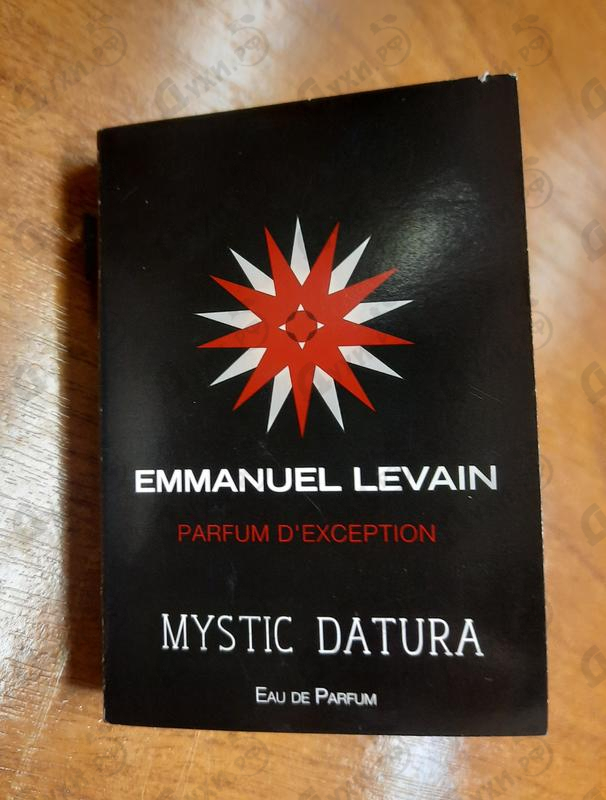 EMMANUEL LEVAIN
PARFUM D'EXCEPTION
MYSTIC DATURA
EAU DE PARFUM